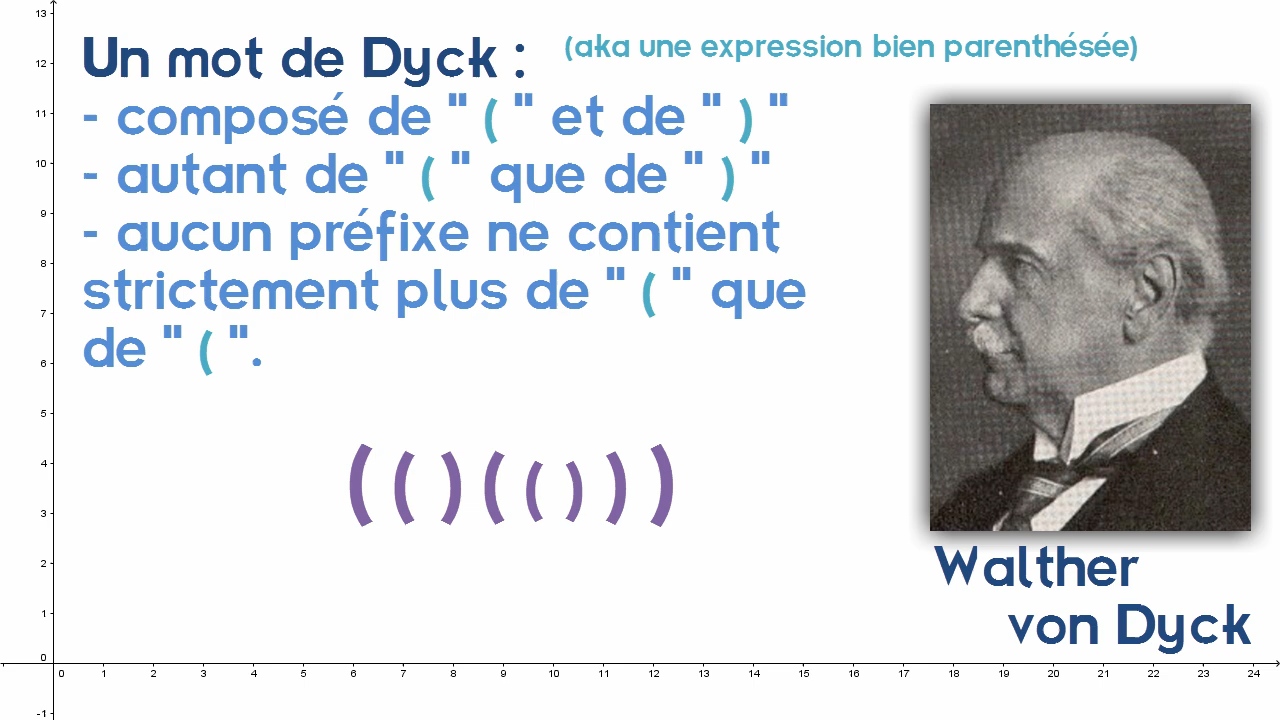 Un mot de Dyck : (aka une expression bien parenthésée)
- composé de "(" et de ")"
- autant de "(" que de ")"
- aucun préfixe ne contient
strictement plus de "(" que
de "(".
(()(()))
Walther
von Dyck
13
12
11
10
9
8
7
6
5
4
3
2
1
0
-1
0 1 2 3 4 5 6 7 8 9 10 11 12 13 14 15 16 17 18 19 20 21 22 23 24